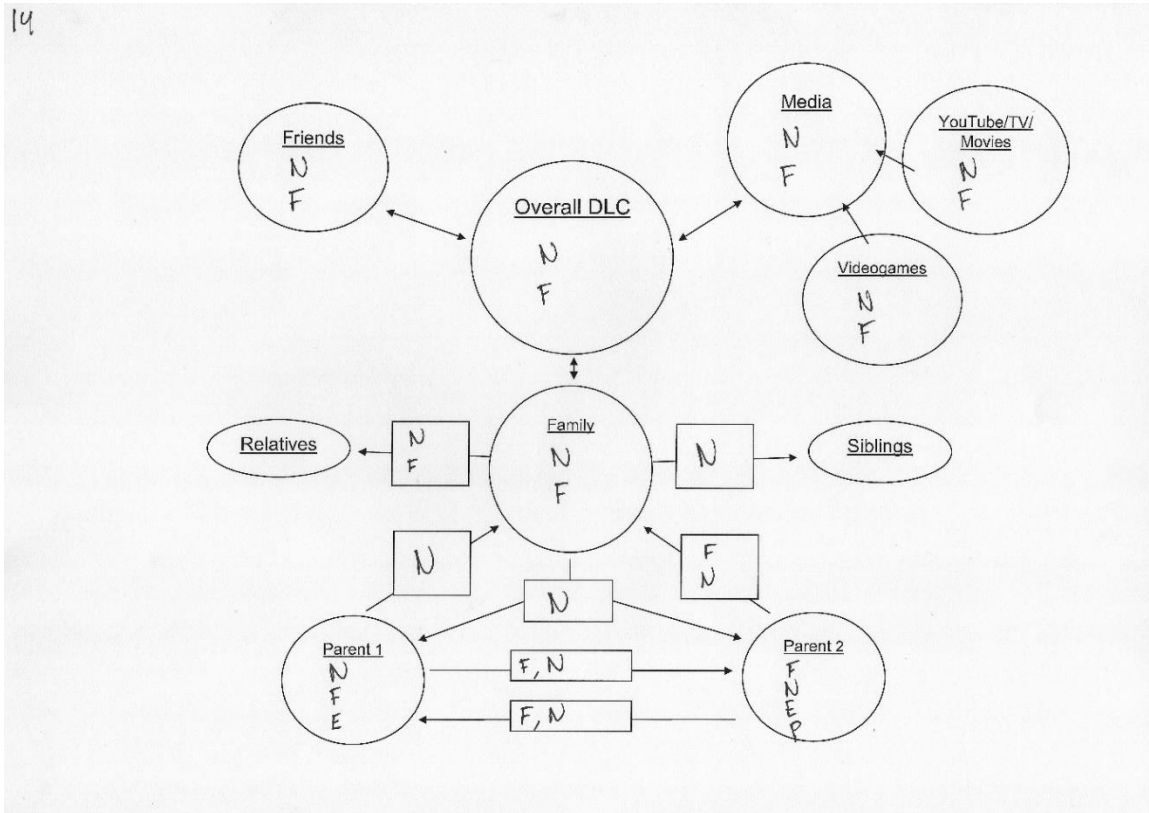 14
Friends
N
F
Media
N
F
YouTube/TV/
Movies
N
F
Overall DLC
N
F
Videogames
N
F
Relatives
N
F
Family
N
F
N
Siblings
N
F
N
N
Parent 1
N
F
E
F, N
F, N
Parent 2
F
N
E
P